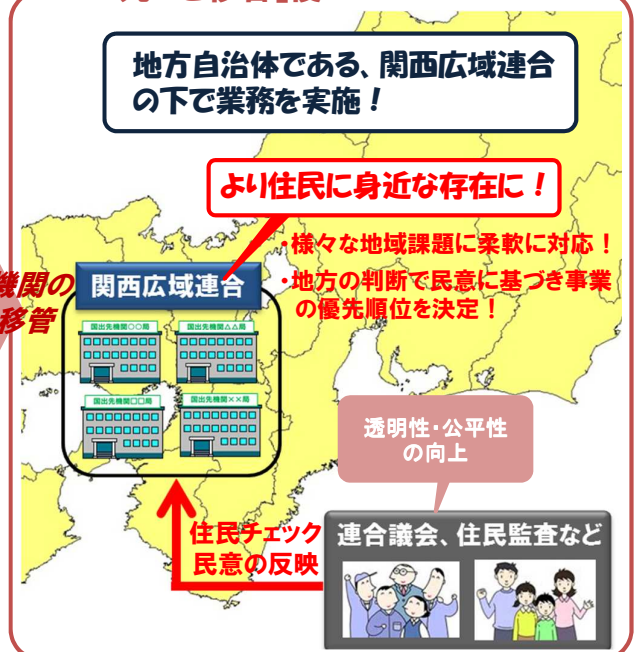 地方自治体である、関西広域連合
の下で業務を実施！
より住民に身近な存在に！
・様々な地域課題に柔軟に対応！
・地方の判断で民意に基づき事業
の優先順位を決定！
機関の
移管
関西広域連合
国出先機関○○局
国出先機関△△局
国出先機関□□局
国出先機関××局
透明性・公平性
の向上
住民チェック
民意の反映
連合議会、住民監査など